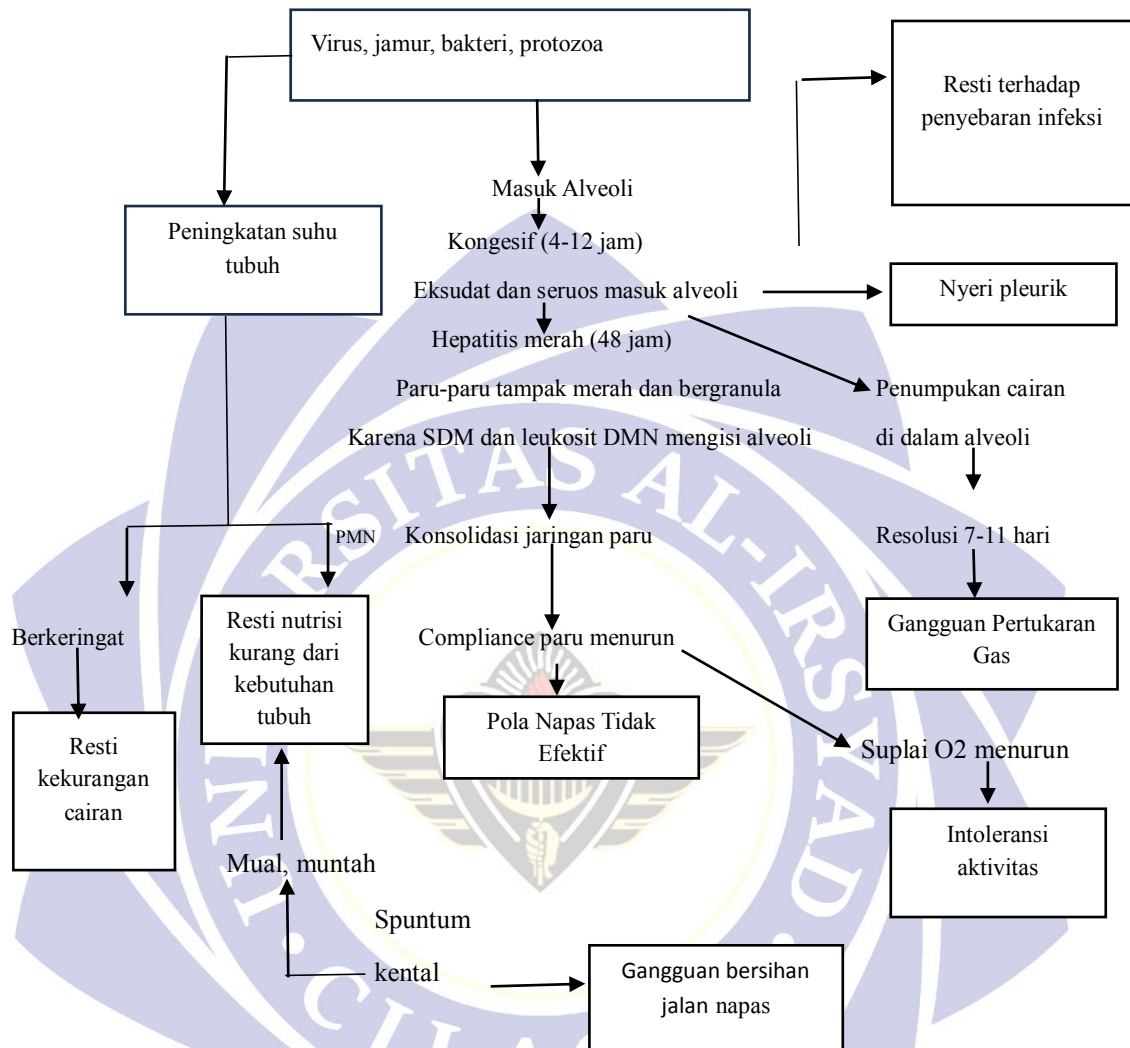 Virus, jamur, bakteri, protozoa
Resti terhadap
penyebaran infeksi
Masuk Alveoli
Peningkatan suhu
tubuh
Kongesif (4-12 jam)
Eksudat dan seruos masuk alveoli
Nyeri pleurik
Hepatitis merah (48 jam)
Paru-paru tampak merah dan bergranula
Penumpukan cairan
Karena SDM dan leukosit DMN mengisi alveoli
di dalam alveoli
PMN
Konsolidasi jaringan paru
Resolusi 7-11 hari
Berkeringat
Resti nutrisi
kurang dari
kebutuhan
tubuh
Compliance paru menurun
Gangguan Pertukaran
Gas
Resti
kekurangan
cairan
Pola Napas Tidak
Efektif
Suplai O2 menurun
Mual, muntah
Intoleransi
aktivitas
Spuntum
kental
Gangguan bersihan
jalan napas
RSITAS AL-IRSYAD